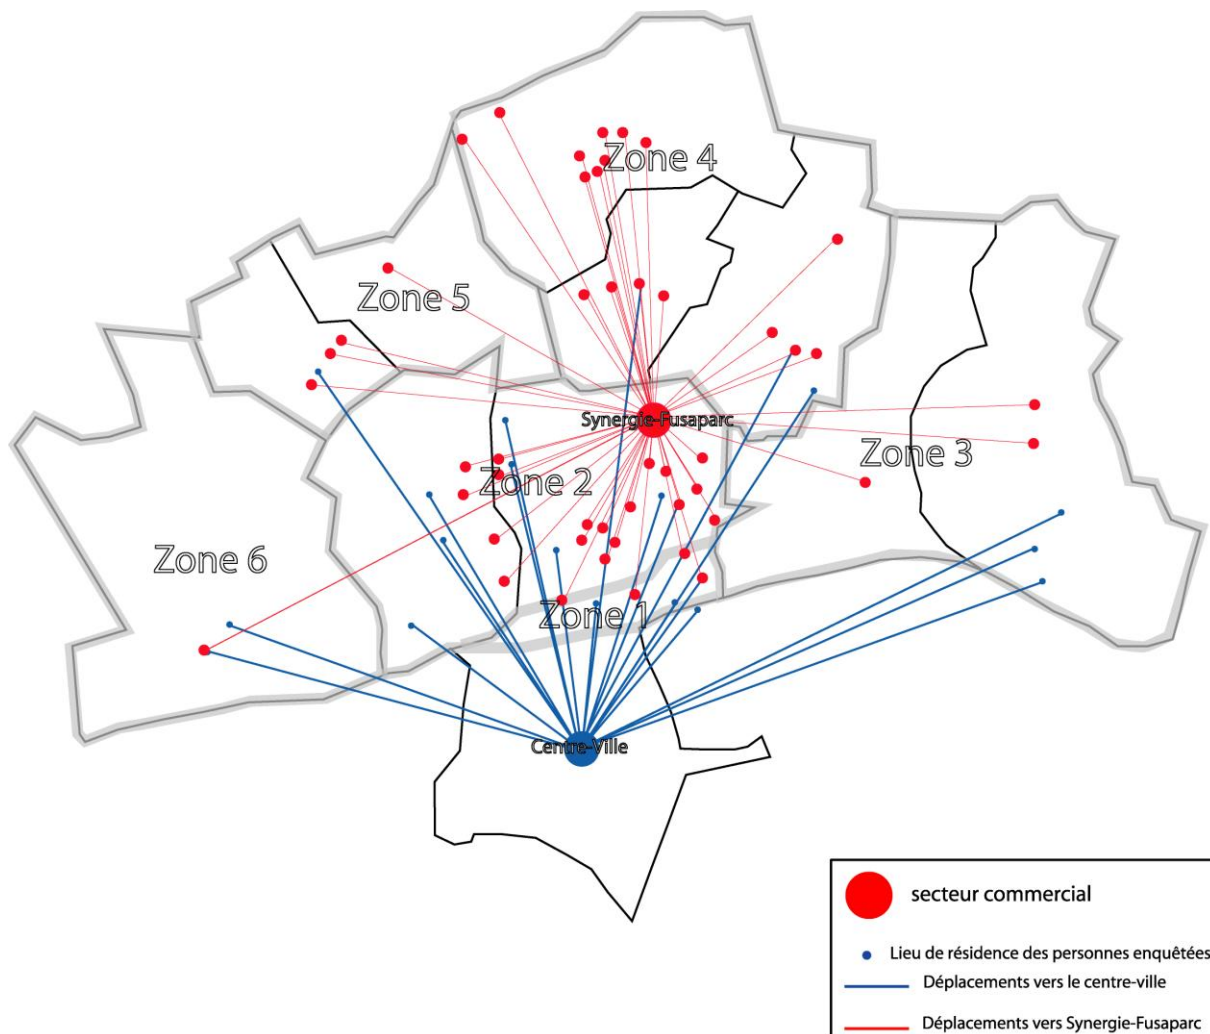 Zone 4
Zone 5
Synergie-Fusaparc
Zone 3
Zone 2
Zone 6
Zone 1
Centre-Ville
secteur commercial
Lieu de résidence des personnes enquêtées
Déplacements vers le centre-ville
Déplacements vers Synergie-Fusaparc